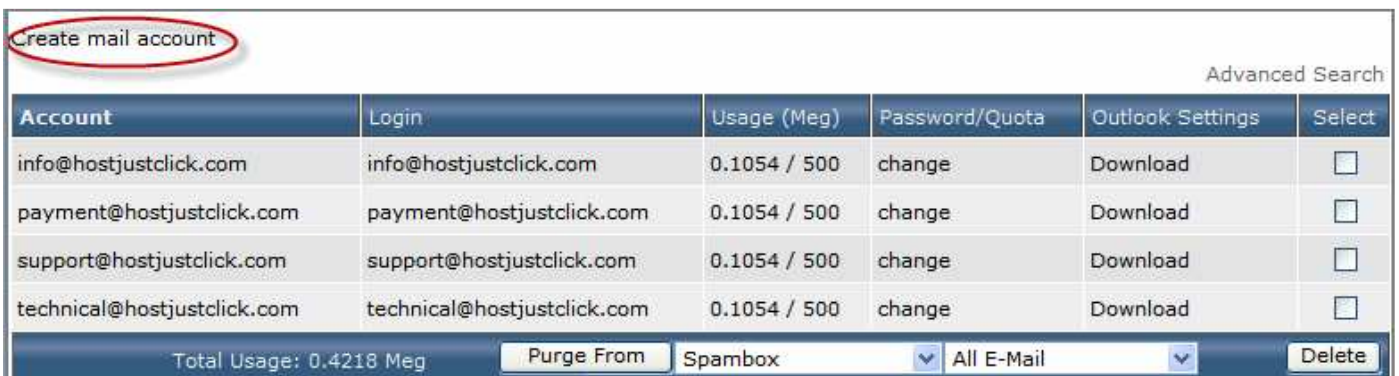 Create mail account
Advanced Search
Account Login Usage (Meg) Password/Quota Outlook Settings Select
info@hostjustclick.com info@hostjustclick.com 0.1054 / 500 change Download
payment@hostjustclick.com payment@hostjustclick.com 0.1054 / 500 change Download
support@hostjustclick.com support@hostjustclick.com 0.1054 / 500 change Download
technical@hostjustclick.com technical@hostjustclick.com 0.1054 / 500 change Download
Total Usage: 0.4218 Meg Purge From Spambox All E-Mail Delete